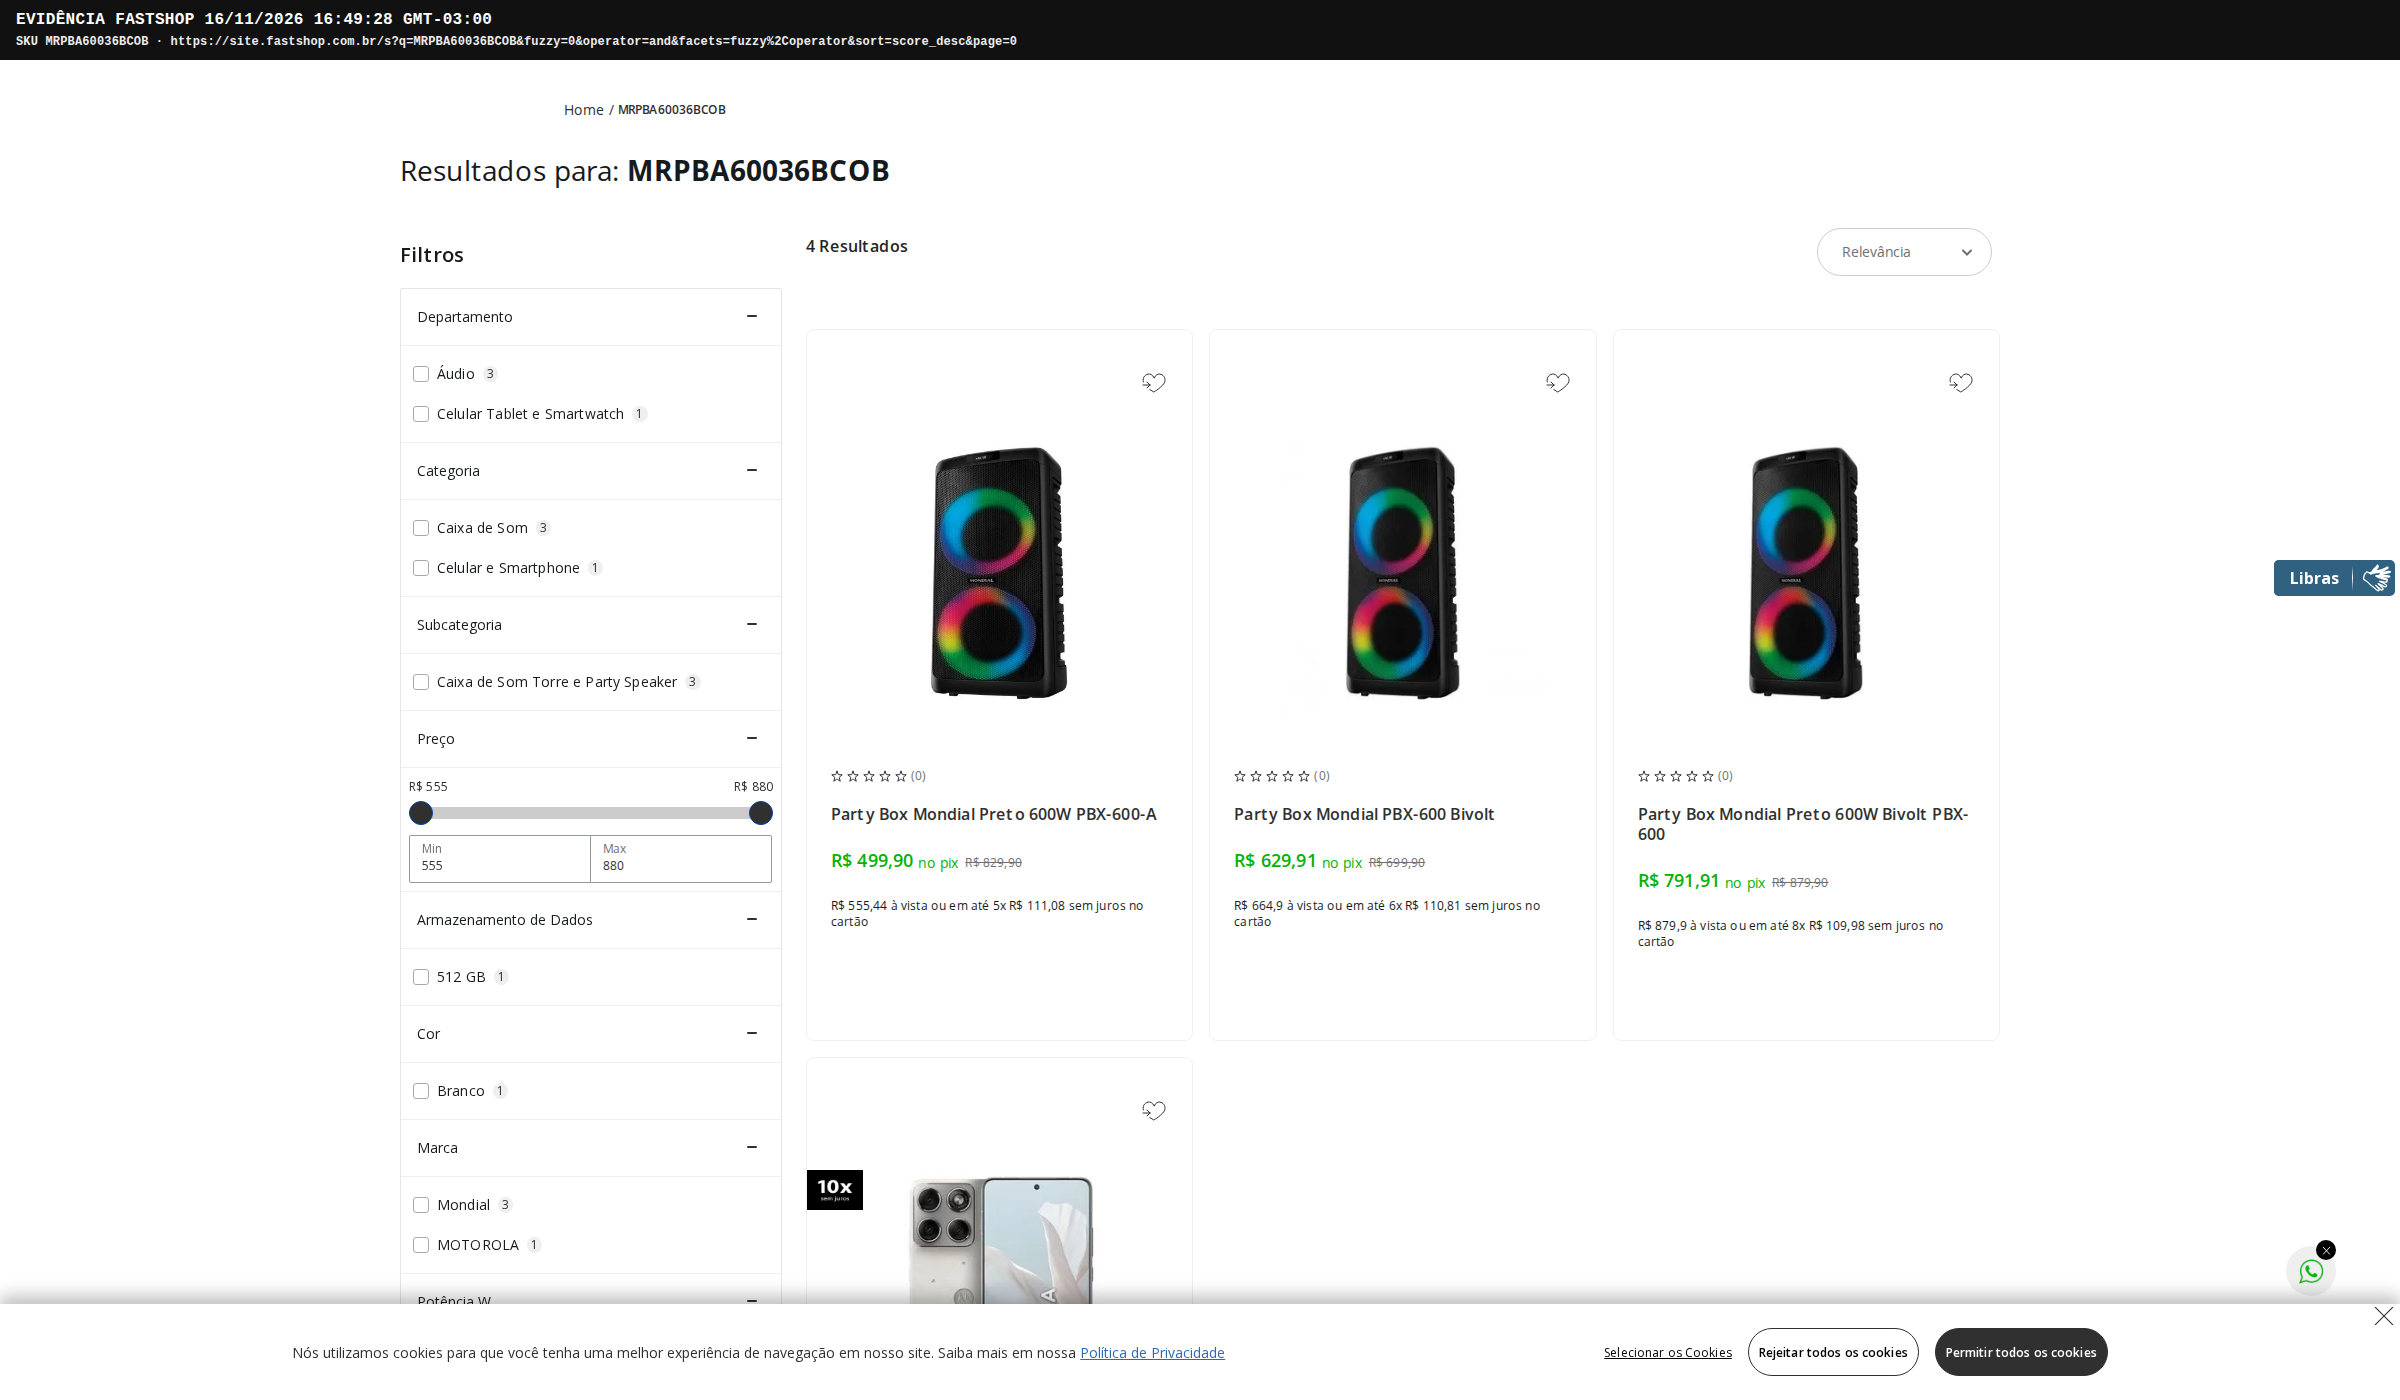 EVIDÊNCIA FASTSHOP 16/11/2026 16:49:28 GMT-03:00
SKU MRPBA60036BCOB · https://site.fastshop.com.br/s?q=MRPBA60036BCOB&fuzzy=0&operator=and&facets=fuzzy%2Coperator&sort=score_desc&page=0
Home / MRPBA60036BCOB
Resultados para: MRPBA60036BCOB
Filtros
4 Resultados
Relevância
Departamento
Áudio 3
Celular Tablet e Smartwatch 1
Categoria
Caixa de Som 3
Celular e Smartphone 1
Subcategoria
Caixa de Som Torre e Party Speaker 3
Preço
R$ 555 R$ 880
Min Max
555 880
Armazenamento de Dados
512 GB 1
Cor
Branco 1
Marca
Mondial 3
MOTOROLA 1
Potência W
MONDIAL
(0)
Party Box Mondial Preto 600W PBX-600-A
R$ 499,90 no pix R$ 829,90
R$ 555,44 à vista ou em até 5x R$ 111,08 sem juros no
cartão
MONDIAL
(0)
Party Box Mondial PBX-600 Bivolt
R$ 629,91 no pix R$ 699,90
R$ 664,9 à vista ou em até 6x R$ 110,81 sem juros no
cartão
MONDIAL
(0)
Party Box Mondial Preto 600W Bivolt PBX-
600
R$ 791,91 no pix R$ 879,90
R$ 879,9 à vista ou em até 8x R$ 109,98 sem juros no
cartão
10x
sem juros
Libras
Nós utilizamos cookies para que você tenha uma melhor experiência de navegação em nosso site. Saiba mais em nossa Política de Privacidade
Selecionar os Cookies
Rejeitar todos os cookies
Permitir todos os cookies